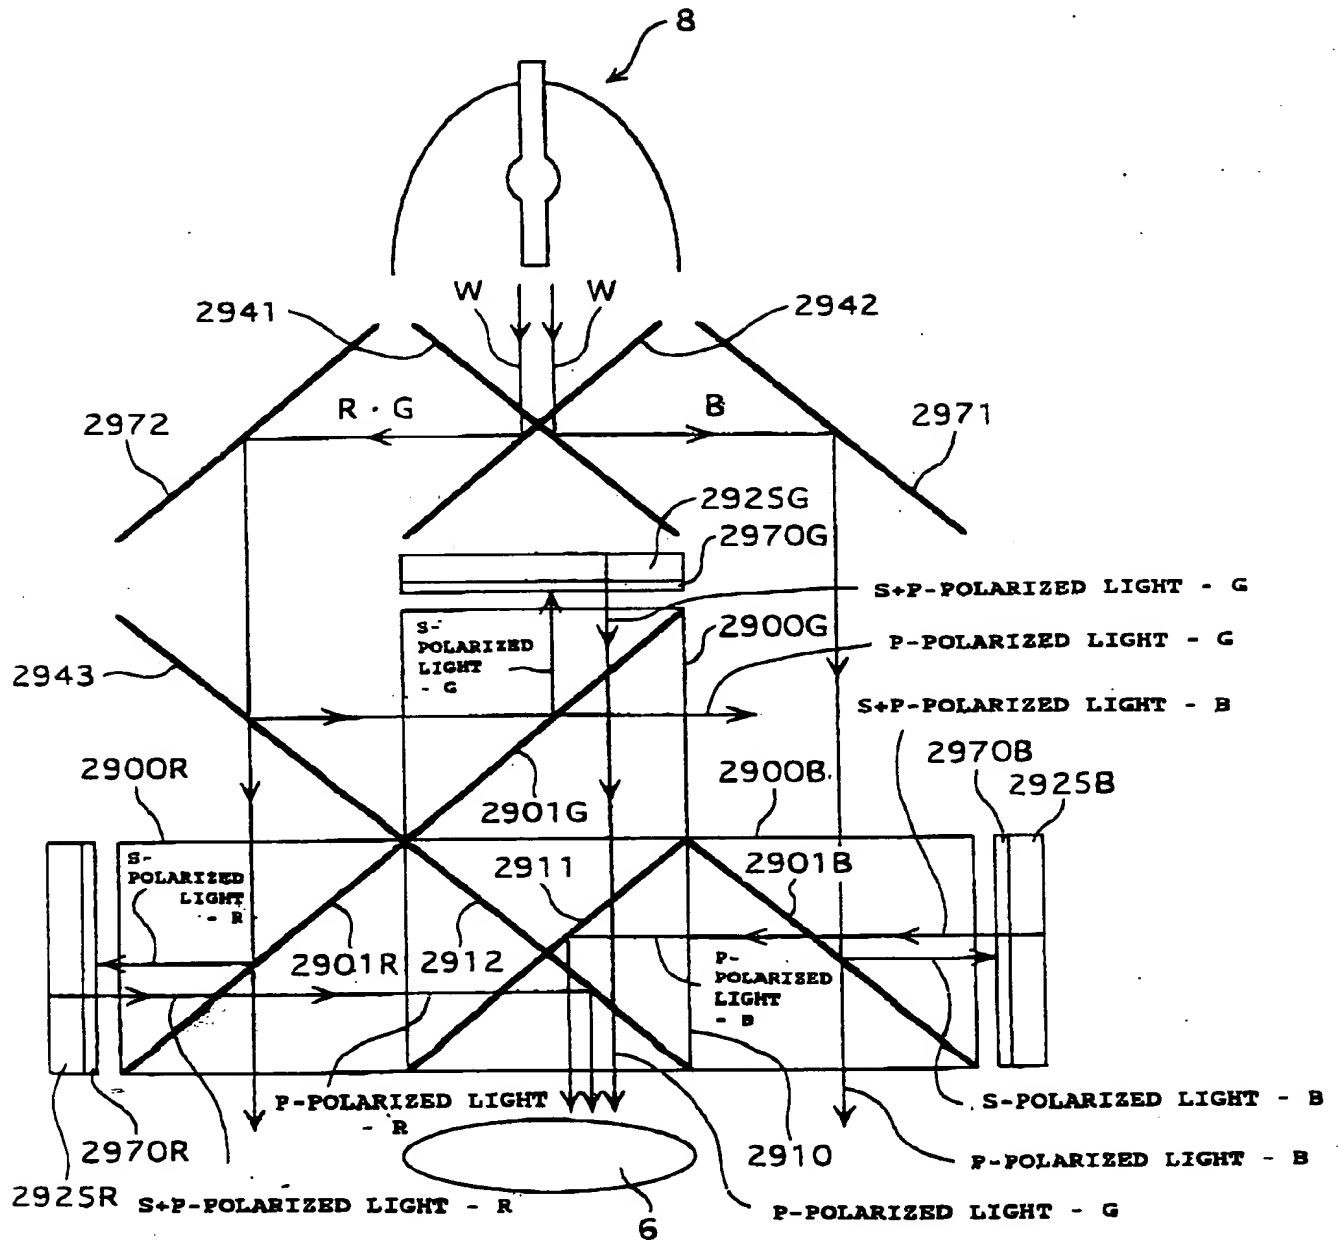 8
W
W
2941
2942
R · G
B
2972
2971
2925G
2970G
S+P-POLARIZED LIGHT - G
S-
POLARIZED
LIGHT
- G
2900G
P-POLARIZED LIGHT - G
2943
S+P-POLARIZED LIGHT - B
2970B
2900R
2900B
2925B
2901G
S-
POLARIZED
LIGHT
- R
2911
2901B
2901R
2912
P-
POLARIZED
LIGHT
- B
P-POLARIZED LIGHT
- R
S-POLARIZED LIGHT - B
2970R
2910
P-POLARIZED LIGHT - B
2925R
S+P-POLARIZED LIGHT - R
P-POLARIZED LIGHT - G
6